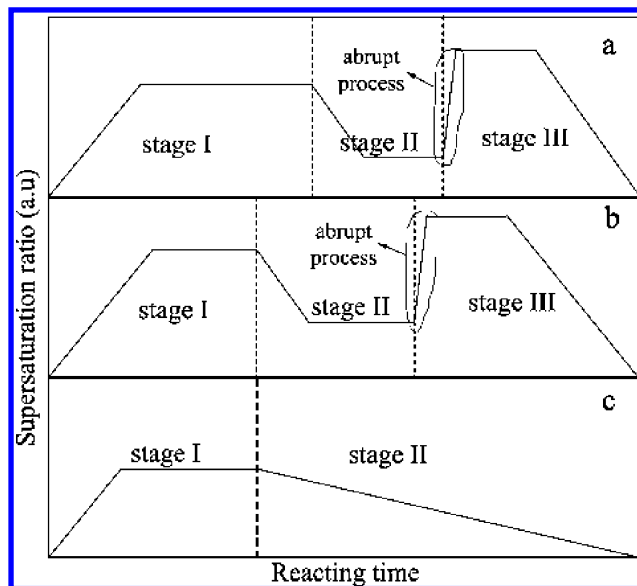 a
abrupt
process
stage I
stage II
stage III
b
abrupt
process
stage I
stage II
stage III
c
stage I
stage II
Supersaturation ratio (a.u)
Reacting time